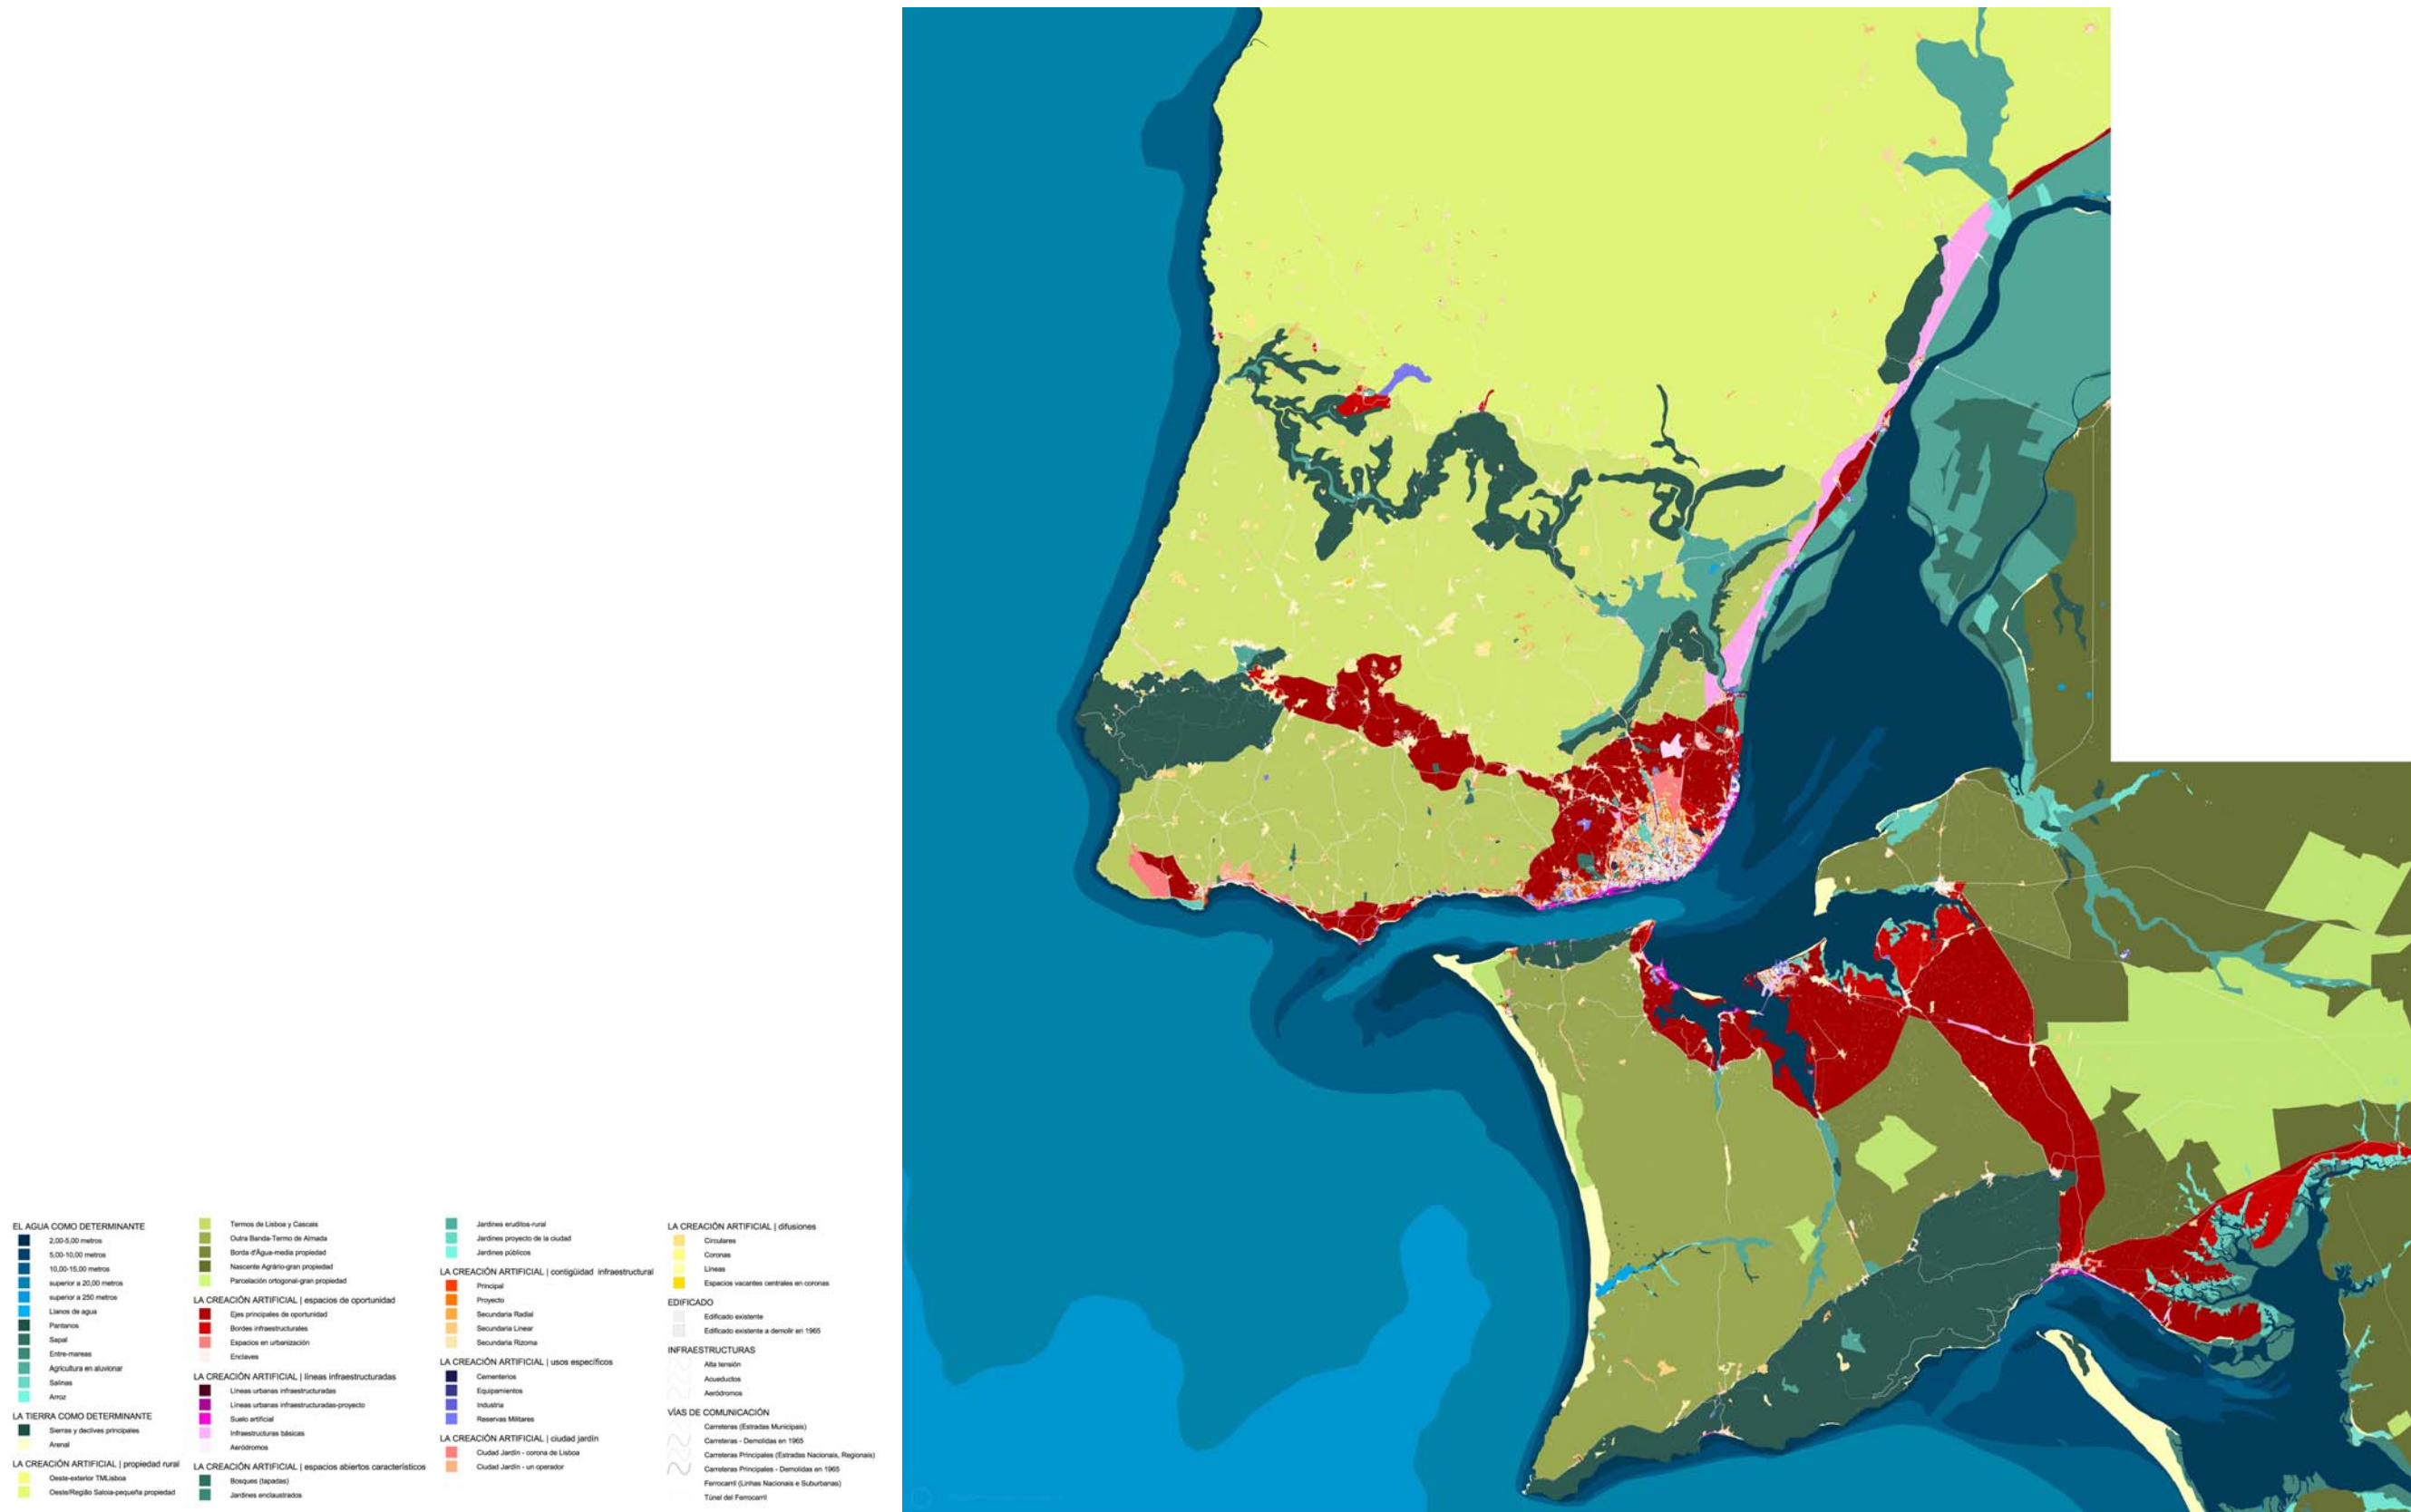 EL AGUA COMO DETERMINANTE
2,00-5,00 metros
5,00-10,00 metros
10,00-15,00 metros
superior a 20,00 metros
superior a 250 metros
Llanos de agua
Pantanos
Sapal
Entre-mareas
Agricultura en aluvionar
Salinas
Arroz
LA TIERRA COMO DETERMINANTE
Sierras y declives principales
Arenal
LA CREACIÓN ARTIFICIAL | propiedad rural
Oeste-exterior TMLisboa
Oeste/Região Saloia-pequeña propiedad
Termos de Lisboa y Cascais
Outra Banda-Termo de Almada
Borda d'Água-media propiedad
Nascente Agrário-gran propiedad
Parcelación ortogonal-gran propiedad
LA CREACIÓN ARTIFICIAL | espacios de oportunidad
Ejes principales de oportunidad
Bordes infraestructurales
Espacios en urbanización
Enclaves
LA CREACIÓN ARTIFICIAL | líneas infraestructuradas
Líneas urbanas infraestructuradas
Líneas urbanas infraestructuradas-proyecto
Suelo artificial
Infraestructuras básicas
Aeródromos
LA CREACIÓN ARTIFICIAL | espacios abiertos característicos
Bosques (tapadas)
Jardines enclaustrados
Jardines eruditos-rural
Jardines proyecto de la ciudad
Jardines públicos
LA CREACIÓN ARTIFICIAL | contigüidad infraestructural
Principal
Proyecto
Secundaria Radial
Secundaria Linear
Secundaria Rizoma
LA CREACIÓN ARTIFICIAL | usos específicos
Cementerios
Equipamientos
Industria
Reservas Militares
LA CREACIÓN ARTIFICIAL | ciudad jardín
Ciudad Jardín - corona de Lisboa
Ciudad Jardín - un operador
LA CREACIÓN ARTIFICIAL | difusiones
Circulares
Coronas
Líneas
Espacios vacantes centrales en coronas
EDIFICADO
Edificado existente
Edificado existente a demolir en 1965
INFRAESTRUCTURAS
Alta tensión
Acueductos
Aeródromos
VÍAS DE COMUNICACIÓN
Carreteras (Estradas Municipais)
Carreteras - Demolidas en 1965
Carreteras Principales (Estradas Nacionais, Regionais)
Carreteras Principales - Demolidas en 1965
Ferrocarril (Linhas Nacionais e Suburbanas)
Túnel del Ferrocarril